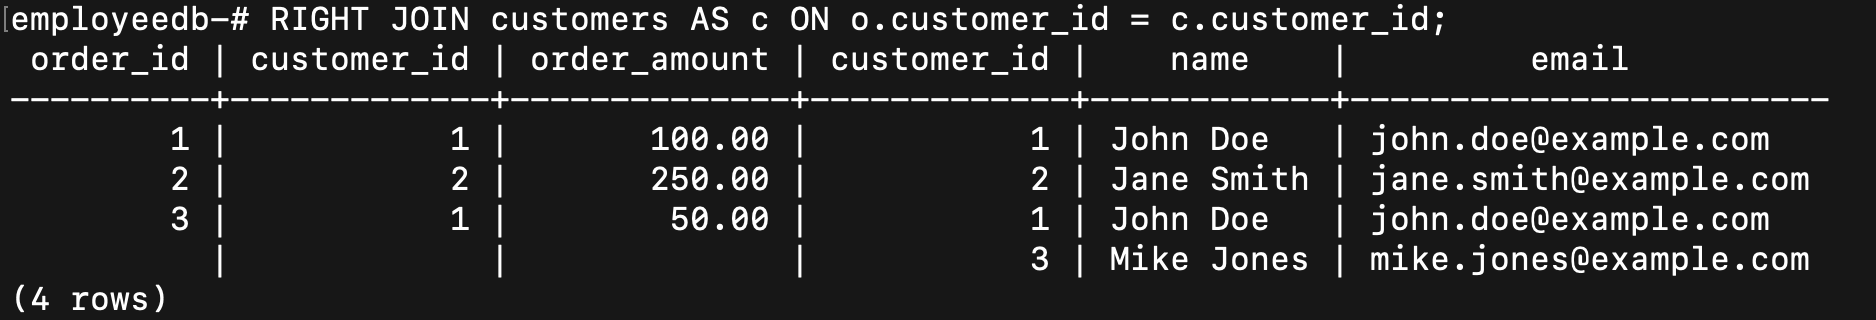 [employeedb-# RIGHT JOIN customers AS c ON o.customer_id = c.customer_id;
 order_id | customer_id | order_amount | customer_id |    name    |         email
----------+-------------+--------------+-------------+------------+------------------------
        1 |           1 |       100.00 |           1 | John Doe   | john.doe@example.com
        2 |           2 |       250.00 |           2 | Jane Smith | jane.smith@example.com
        3 |           1 |        50.00 |           1 | John Doe   | john.doe@example.com
          |             |              |           3 | Mike Jones | mike.jones@example.com
(4 rows)